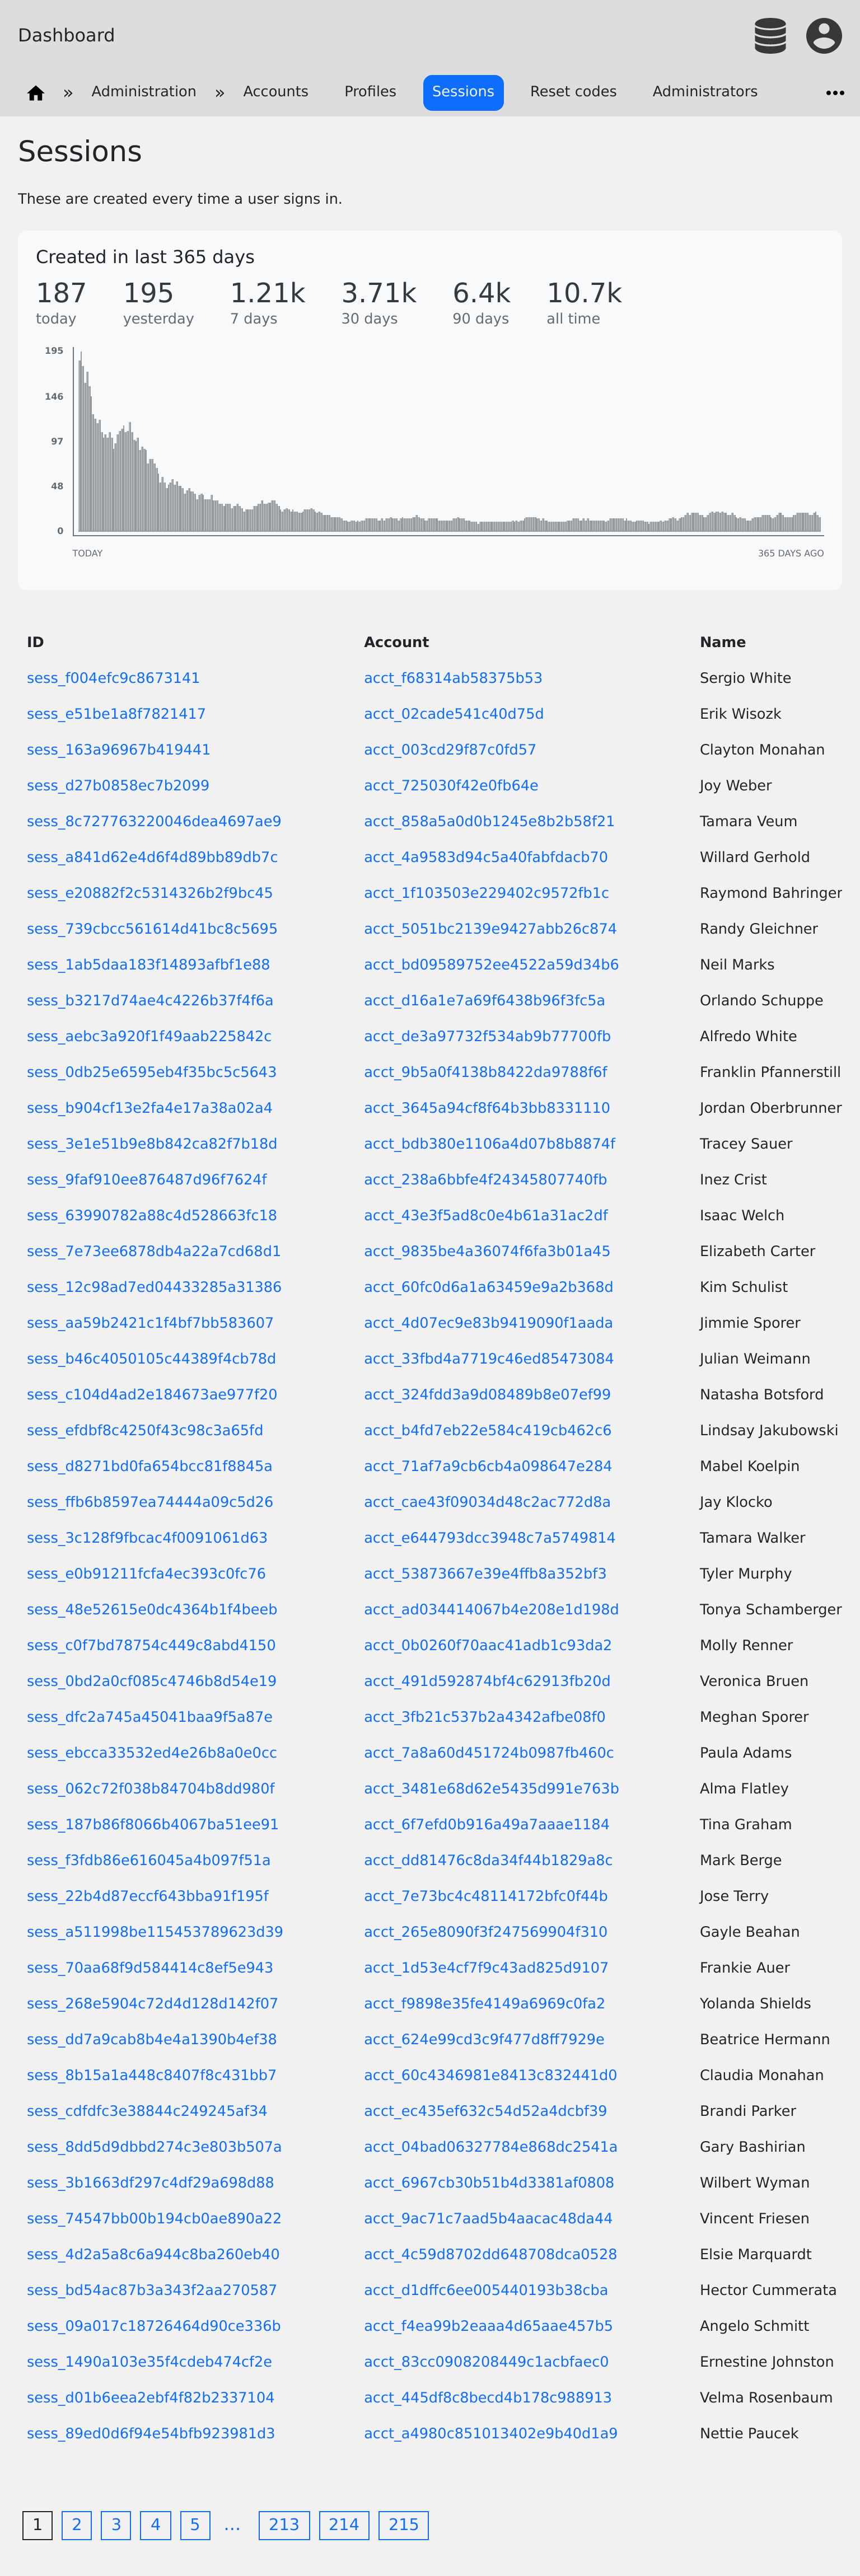 Dashboard
» Administration » Accounts Profiles Sessions Reset codes Administrators
Sessions
These are created every time a user signs in.
Created in last 365 days
187 195 1.21k 3.71k 6.4k 10.7k
today yesterday 7 days 30 days 90 days all time
195
146
97
48
0
TODAY 365 DAYS AGO
ID Account Name
sess_f004efc9c8673141 acct_f68314ab58375b53 Sergio White
sess_e51be1a8f7821417 acct_02cade541c40d75d Erik Wisozk
sess_163a96967b419441 acct_003cd29f87c0fd57 Clayton Monahan
sess_d27b0858ec7b2099 acct_725030f42e0fb64e Joy Weber
sess_8c727763220046dea4697ae9 acct_858a5a0d0b1245e8b2b58f21 Tamara Veum
sess_a841d62e4d6f4d89bb89db7c acct_4a9583d94c5a40fabfdacb70 Willard Gerhold
sess_e20882f2c5314326b2f9bc45 acct_1f103503e229402c9572fb1c Raymond Bahringer
sess_739cbcc561614d41bc8c5695 acct_5051bc2139e9427abb26c874 Randy Gleichner
sess_1ab5daa183f14893afbf1e88 acct_bd09589752ee4522a59d34b6 Neil Marks
sess_b3217d74ae4c4226b37f4f6a acct_d16a1e7a69f6438b96f3fc5a Orlando Schuppe
sess_aebc3a920f1f49aab225842c acct_de3a97732f534ab9b77700fb Alfredo White
sess_0db25e6595eb4f35bc5c5643 acct_9b5a0f4138b8422da9788f6f Franklin Pfannerstill
sess_b904cf13e2fa4e17a38a02a4 acct_3645a94cf8f64b3bb8331110 Jordan Oberbrunner
sess_3e1e51b9e8b842ca82f7b18d acct_bdb380e1106a4d07b8b8874f Tracey Sauer
sess_9faf910ee876487d96f7624f acct_238a6bbfe4f24345807740fb Inez Crist
sess_63990782a88c4d528663fc18 acct_43e3f5ad8c0e4b61a31ac2df Isaac Welch
sess_7e73ee6878db4a22a7cd68d1 acct_9835be4a36074f6fa3b01a45 Elizabeth Carter
sess_12c98ad7ed04433285a31386 acct_60fc0d6a1a63459e9a2b368d Kim Schulist
sess_aa59b2421c1f4bf7bb583607 acct_4d07ec9e83b9419090f1aada Jimmie Sporer
sess_b46c4050105c44389f4cb78d acct_33fbd4a7719c46ed85473084 Julian Weimann
sess_c104d4ad2e184673ae977f20 acct_324fdd3a9d08489b8e07ef99 Natasha Botsford
sess_efdbf8c4250f43c98c3a65fd acct_b4fd7eb22e584c419cb462c6 Lindsay Jakubowski
sess_d8271bd0fa654bcc81f8845a acct_71af7a9cb6cb4a098647e284 Mabel Koelpin
sess_ffb6b8597ea74444a09c5d26 acct_cae43f09034d48c2ac772d8a Jay Klocko
sess_3c128f9fbcac4f0091061d63 acct_e644793dcc3948c7a5749814 Tamara Walker
sess_e0b91211fcfa4ec393c0fc76 acct_53873667e39e4ffb8a352bf3 Tyler Murphy
sess_48e52615e0dc4364b1f4beeb acct_ad034414067b4e208e1d198d Tonya Schamberger
sess_c0f7bd78754c449c8abd4150 acct_0b0260f70aac41adb1c93da2 Molly Renner
sess_0bd2a0cf085c4746b8d54e19 acct_491d592874bf4c62913fb20d Veronica Bruen
sess_dfc2a745a45041baa9f5a87e acct_3fb21c537b2a4342afbe08f0 Meghan Sporer
sess_ebcca33532ed4e26b8a0e0cc acct_7a8a60d451724b0987fb460c Paula Adams
sess_062c72f038b84704b8dd980f acct_3481e68d62e5435d991e763b Alma Flatley
sess_187b86f8066b4067ba51ee91 acct_6f7efd0b916a49a7aaae1184 Tina Graham
sess_f3fdb86e616045a4b097f51a acct_dd81476c8da34f44b1829a8c Mark Berge
sess_22b4d87eccf643bba91f195f acct_7e73bc4c48114172bfc0f44b Jose Terry
sess_a511998be115453789623d39 acct_265e8090f3f247569904f310 Gayle Beahan
sess_70aa68f9d584414c8ef5e943 acct_1d53e4cf7f9c43ad825d9107 Frankie Auer
sess_268e5904c72d4d128d142f07 acct_f9898e35fe4149a6969c0fa2 Yolanda Shields
sess_dd7a9cab8b4e4a1390b4ef38 acct_624e99cd3c9f477d8ff7929e Beatrice Hermann
sess_8b15a1a448c8407f8c431bb7 acct_60c4346981e8413c832441d0 Claudia Monahan
sess_cdfdfc3e38844c249245af34 acct_ec435ef632c54d52a4dcbf39 Brandi Parker
sess_8dd5d9dbbd274c3e803b507a acct_04bad06327784e868dc2541a Gary Bashirian
sess_3b1663df297c4df29a698d88 acct_6967cb30b51b4d3381af0808 Wilbert Wyman
sess_74547bb00b194cb0ae890a22 acct_9ac71c7aad5b4aacac48da44 Vincent Friesen
sess_4d2a5a8c6a944c8ba260eb40 acct_4c59d8702dd648708dca0528 Elsie Marquardt
sess_bd54ac87b3a343f2aa270587 acct_d1dffc6ee005440193b38cba Hector Cummerata
sess_09a017c18726464d90ce336b acct_f4ea99b2eaaa4d65aae457b5 Angelo Schmitt
sess_1490a103e35f4cdeb474cf2e acct_83cc0908208449c1acbfaec0 Ernestine Johnston
sess_d01b6eea2ebf4f82b2337104 acct_445df8c8becd4b178c988913 Velma Rosenbaum
sess_89ed0d6f94e54bfb923981d3 acct_a4980c851013402e9b40d1a9 Nettie Paucek
1 2 3 4 5 … 213 214 215